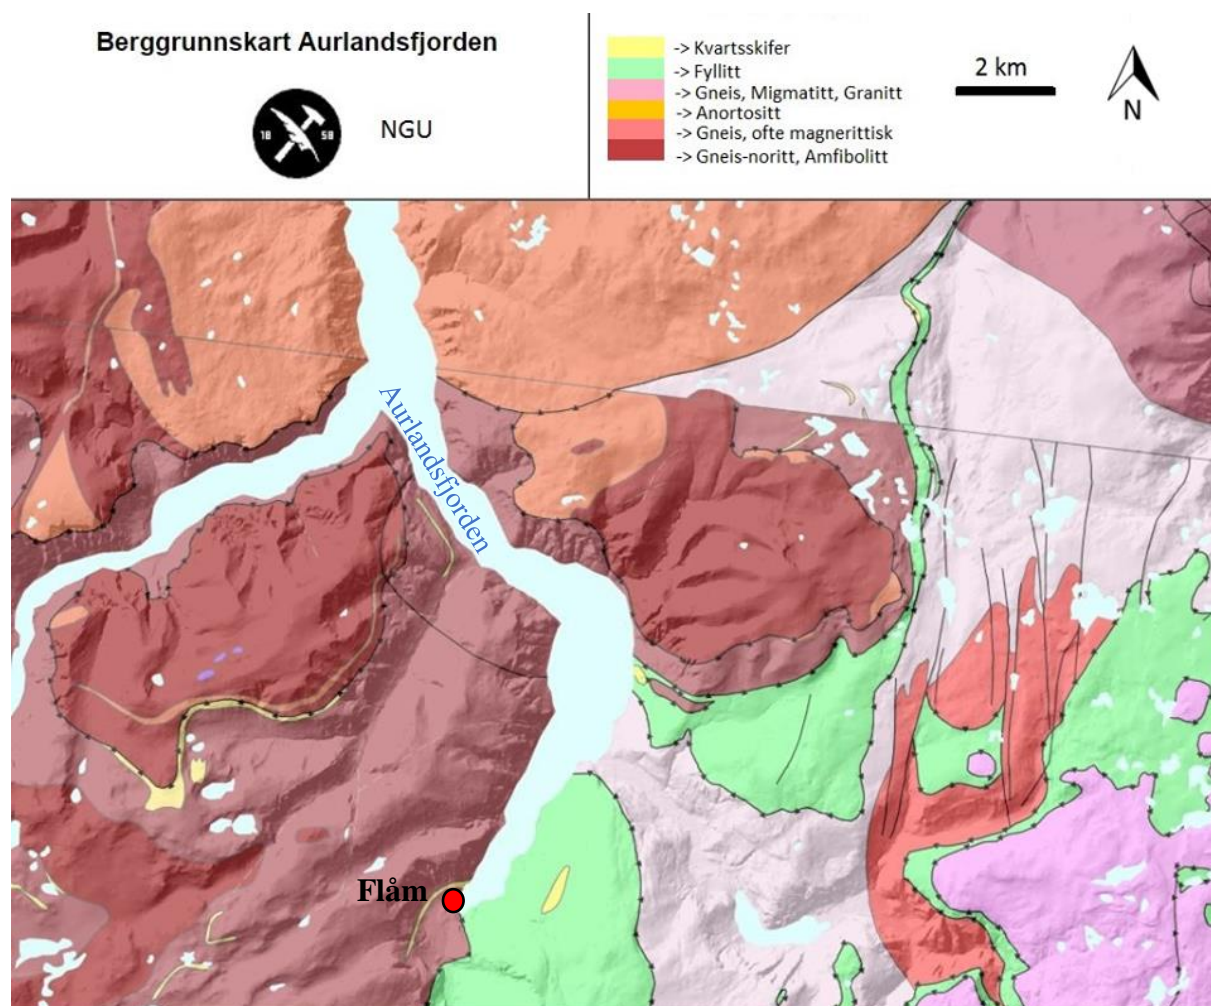 Berggrunnskart Aurlandsfjorden
18 58
NGU
-> Kvartsskifer
-> Fyllitt
-> Gneis, Migmatitt, Granitt
-> Anortositt
-> Gneis, ofte magnerittisk
-> Gneis-noritt, Amfibolitt
2 km
N
Aurlandsfjorden
Flåm